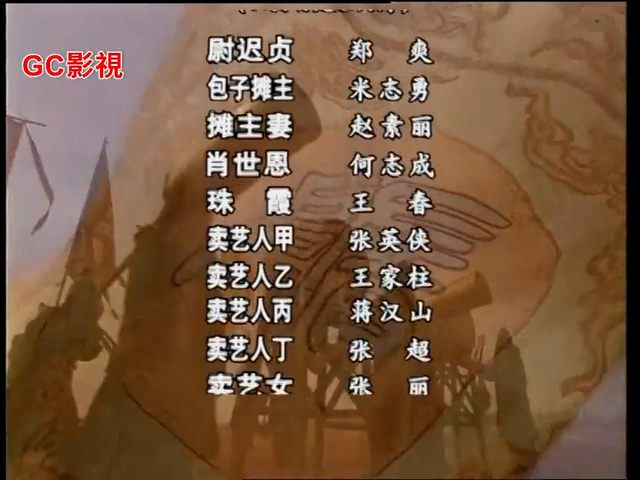 GC影視
尉迟贞 郑爽
包子摊主 米志勇
摊主妻 赵素丽
肖世恩 何志成
珠霞 王春
卖艺人甲 张英侠
卖艺人乙 王家柱
卖艺人丙 蒋汉山
卖艺人丁 张超
卖艺女 张丽